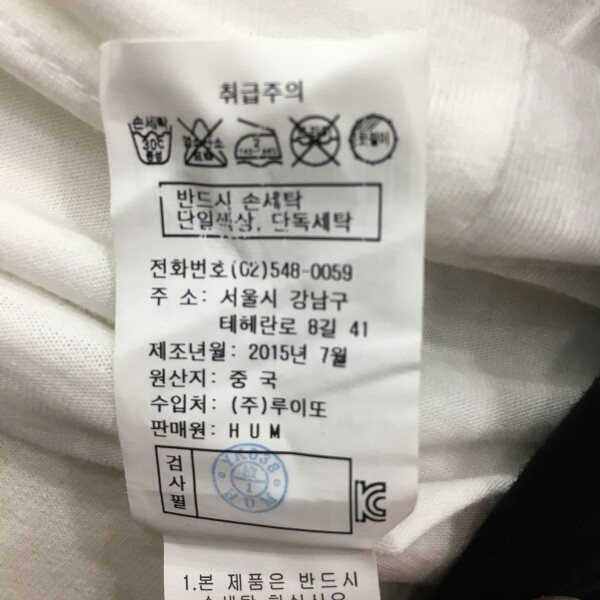 취급주의
손세탁
30℃
중성
2
옷걸이
반드시 손세탁
단일색상, 단독세탁
전화번호(02)548-0059
주 소: 서울시 강남구
테헤란로 8길 41
제조년월: 2015년 7월
원산지: 중 국
수입처: (주)루이또
판매원: H U M
검
사
필
1.본 제품은 반드시